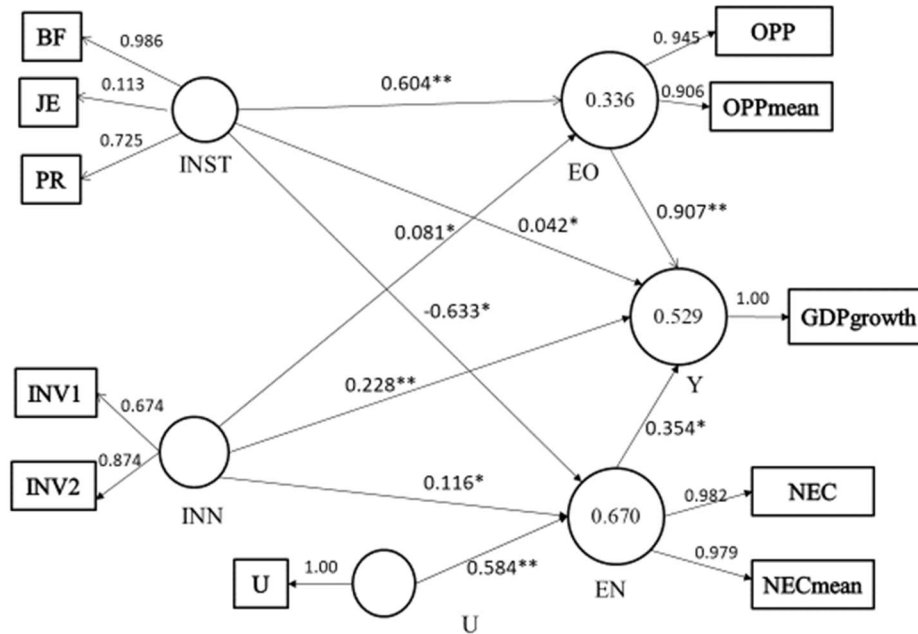 BF
0.986
JE
0.113
PR
0.725
INST
0.604**
0.336
EO
0. 945
OPP
0.906
OPPmean
0.081*
0.042*
0.907**
-0.633*
0.529
Y
1.00
GDPgrowth
INV1
0.674
INV2
0.874
INN
0.228**
0.354*
0.116*
0.670
EN
0.982
NEC
0.979
NECmean
U
1.00
0.584**
U